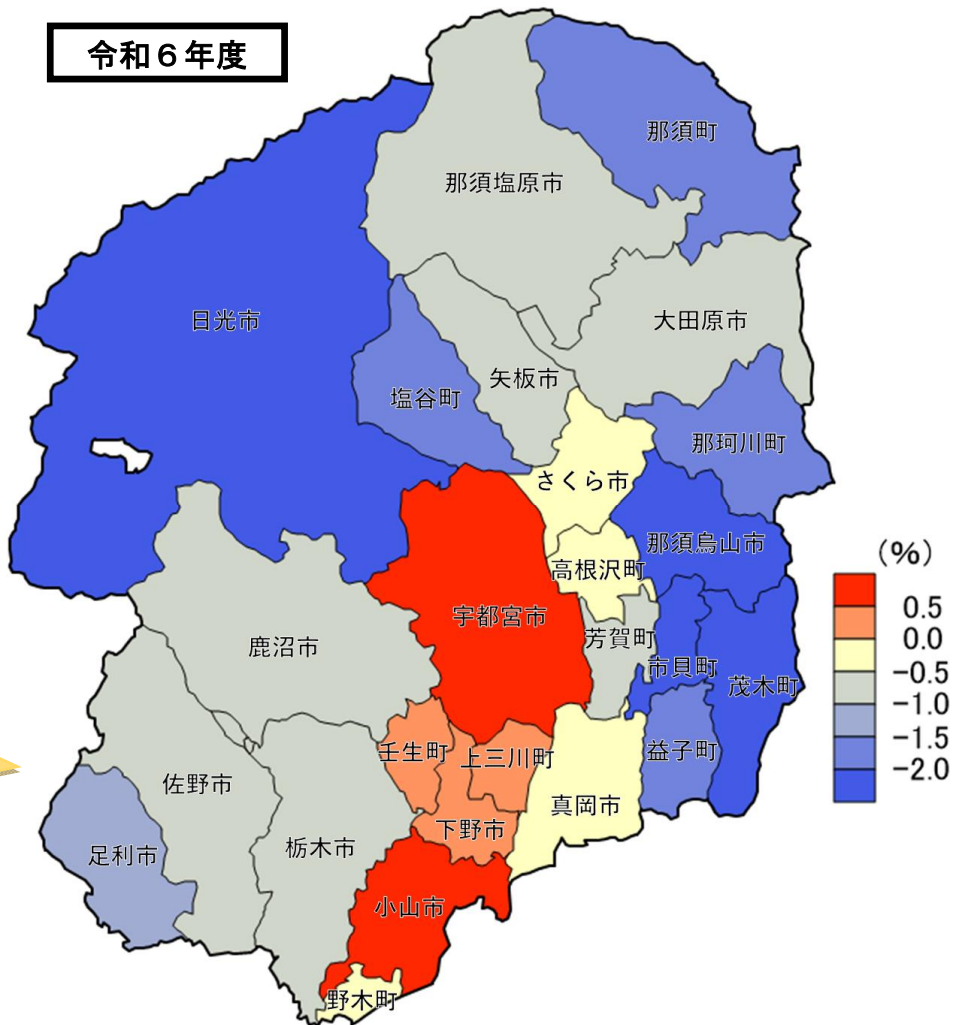 令和６年度
那須町
那須塩原市
日光市
大田原市
矢板市
塩谷町
那珂川町
さくら市
那須烏山市
高根沢町
(%)
0.5
0.0
-0.5
-1.0
-1.5
-2.0
宇都宮市
芳賀町
鹿沼市
市貝町
茂木町
壬生町
上三川町
益子町
佐野市
真岡市
下野市
栃木市
足利市
小山市
野木町